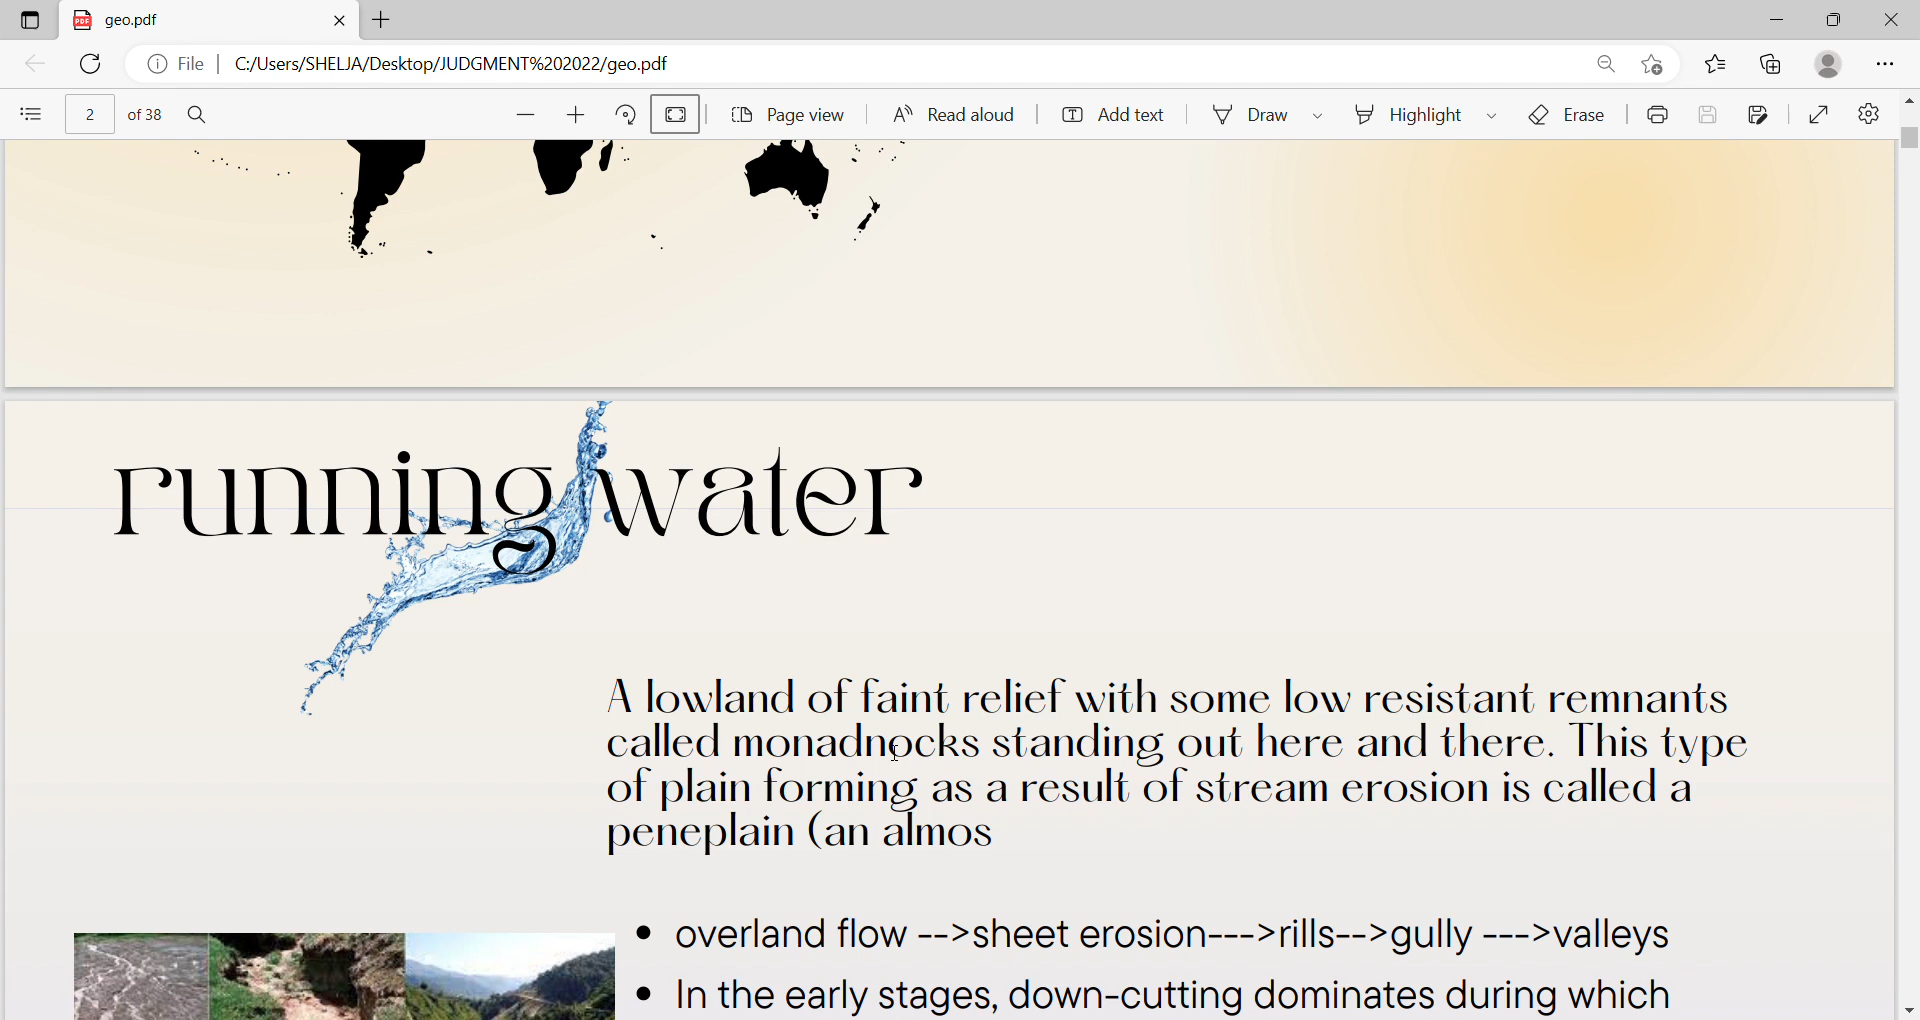 geo.pdf
File C:/Users/SHELJA/Desktop/JUDGMENT%202022/geo.pdf
2 of 38 Page view Read aloud Add text Draw Highlight Erase
running water
A lowland of faint relief with some low resistant remnants
called monadnocks standing out here and there. This type
of plain forming as a result of stream erosion is called a
peneplain (an almos
• overland flow -->sheet erosion--->rills-->gully --->valleys
• In the early stages, down-cutting dominates during which